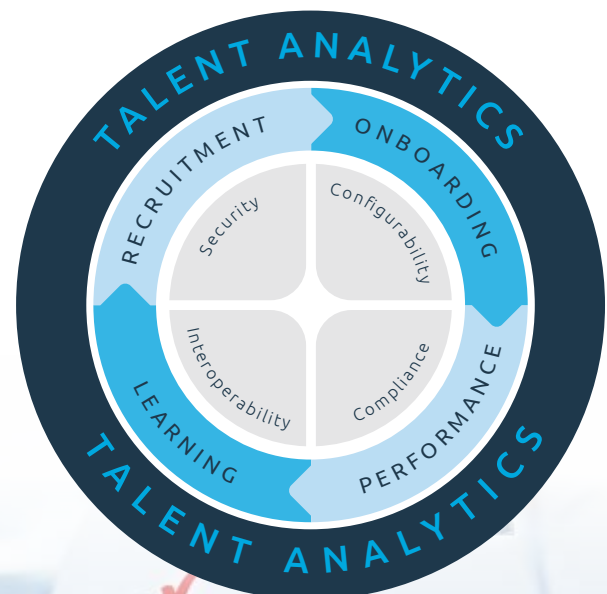 TALENT ANALYTICS
RECRUITMENT
ONBOARDING
Security
Configurability
Interoperability
Compliance
LEARNING
PERFORMANCE
TALENT ANALYTICS